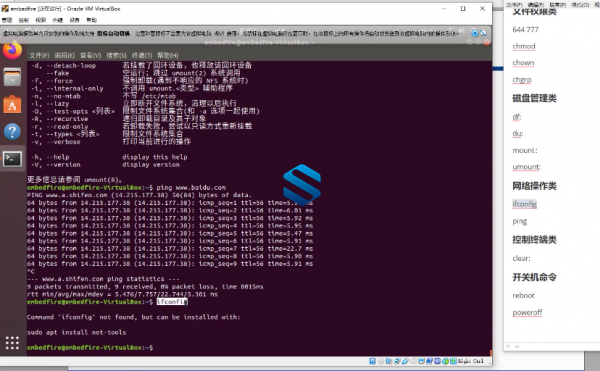 embedfire [正在运行] - Oracle VM VirtualBox
管理 控制 视图 热键 设备 帮助
embedfire@embedfire-VirtualBox: ~
文件(F) 编辑(E) 查看(V) 搜索(S) 终端(T) 帮助(H)
-d, --detach-loop 若挂载了回环设备，也释放该回环设备
--fake 空运行；跳过 umount(2) 系统调用
-f, --force 强制卸载(遇到不响应的 NFS 系统时)
-i, --internal-only 不调用 umount.<类型> 辅助程序
-n, --no-mtab 不写 /etc/mtab
-l, --lazy 立即断开文件系统，清理以后执行
-O, --test-opts <列表> 限制文件系统集合(和 -a 选项一起使用)
-R, --recursive 递归卸载目录及其子对象
-r, --read-only 若卸载失败，尝试以只读方式重新挂载
-t, --types <列表> 限制文件系统集合
-v, --verbose 打印当前进行的操作
-h, --help display this help
-V, --version display version
更多信息请参阅 umount(8)。
embedfire@embedfire-VirtualBox:~$ ping www.baidu.com
PING www.a.shifen.com (14.215.177.38) 56(84) bytes of data.
64 bytes from 14.215.177.38 (14.215.177.38): icmp_seq=1 ttl=56 ms
64 bytes from 14.215.177.38 (14.215.177.38): icmp_seq=2 ttl=56 time=6.01 ms
64 bytes from 14.215.177.38 (14.215.177.38): icmp_seq=3 ttl=56 time=5.92 ms
64 bytes from 14.215.177.38 (14.215.177.38): icmp_seq=4 ttl=56 time=5.95 ms
64 bytes from 14.215.177.38 (14.215.177.38): icmp_seq=5 ttl=56 time=5.47 ms
64 bytes from 14.215.177.38 (14.215.177.38): icmp_seq=6 ttl=56 time=5.91 ms
64 bytes from 14.215.177.38 (14.215.177.38): icmp_seq=7 ttl=56 time=22.7 ms
64 bytes from 14.215.177.38 (14.215.177.38): icmp_seq=8 ttl=56 time=5.90 ms
64 bytes from 14.215.177.38 (14.215.177.38): icmp_seq=9 ttl=56 time=5.91 ms
^C
--- www.a.shifen.com ping statistics ---
9 packets transmitted, 9 received, 0% packet loss, time 8015ms
rtt min/avg/max/mdev = 5.476/7.757/22.744/5.301 ms
embedfire@embedfire-VirtualBox:~$ ifconfig
Command 'ifconfig' not found, but can be installed with:
sudo apt install net-tools
embedfire@embedfire-VirtualBox:~$
Right Ctrl
文件权限类
644 777
chmod
chown
chgrp
磁盘管理类
df:
du:
mount:
umount:
网络操作类
ifconfig
ping
控制终端类
clear:
开关机命令
reboot
poweroff